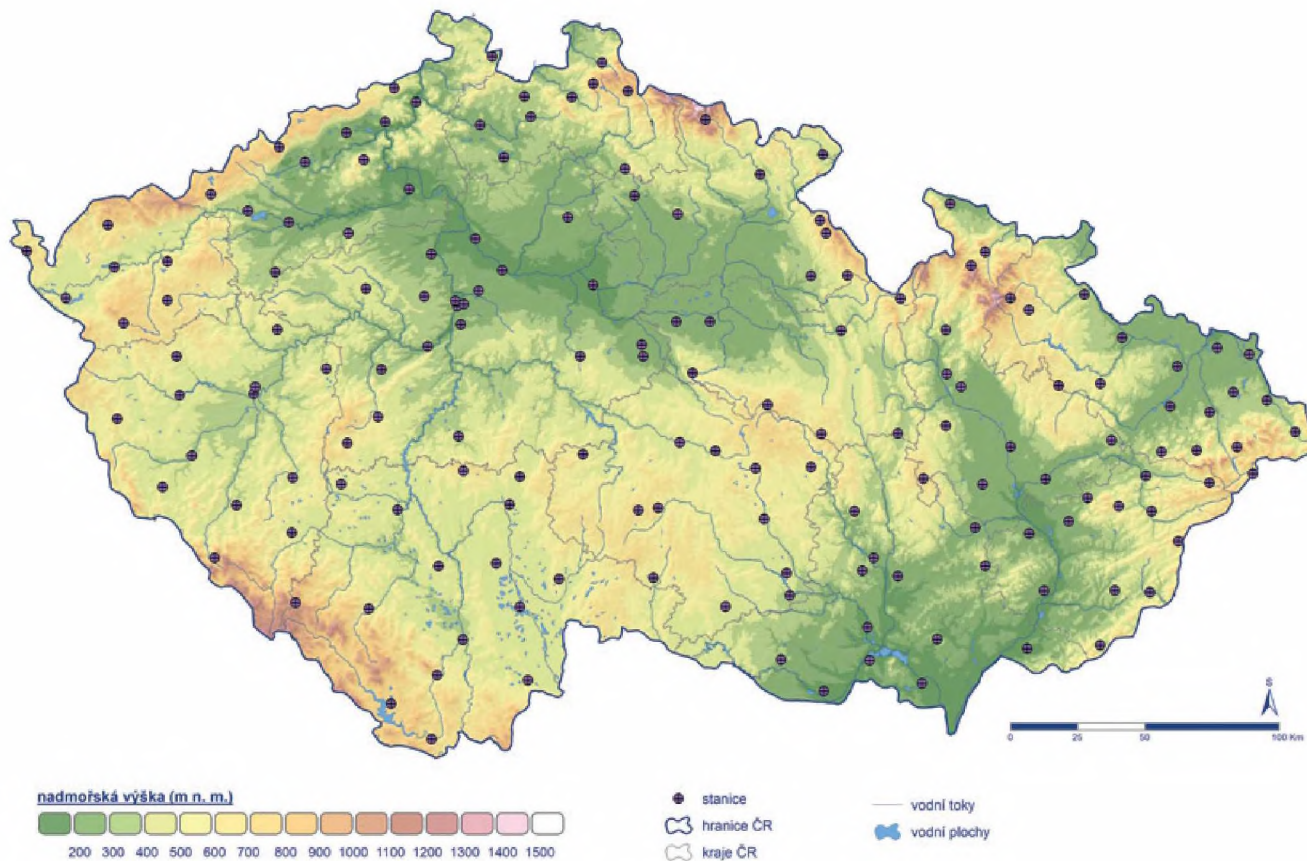 S
0 25 50 100 Km
nadmořská výška (m n. m.)
200 300 400 500 600 700 800 900 1000 1100 1200 1300 1400 1500
stanice
hranice ČR
kraje ČR
vodní toky
vodní plochy